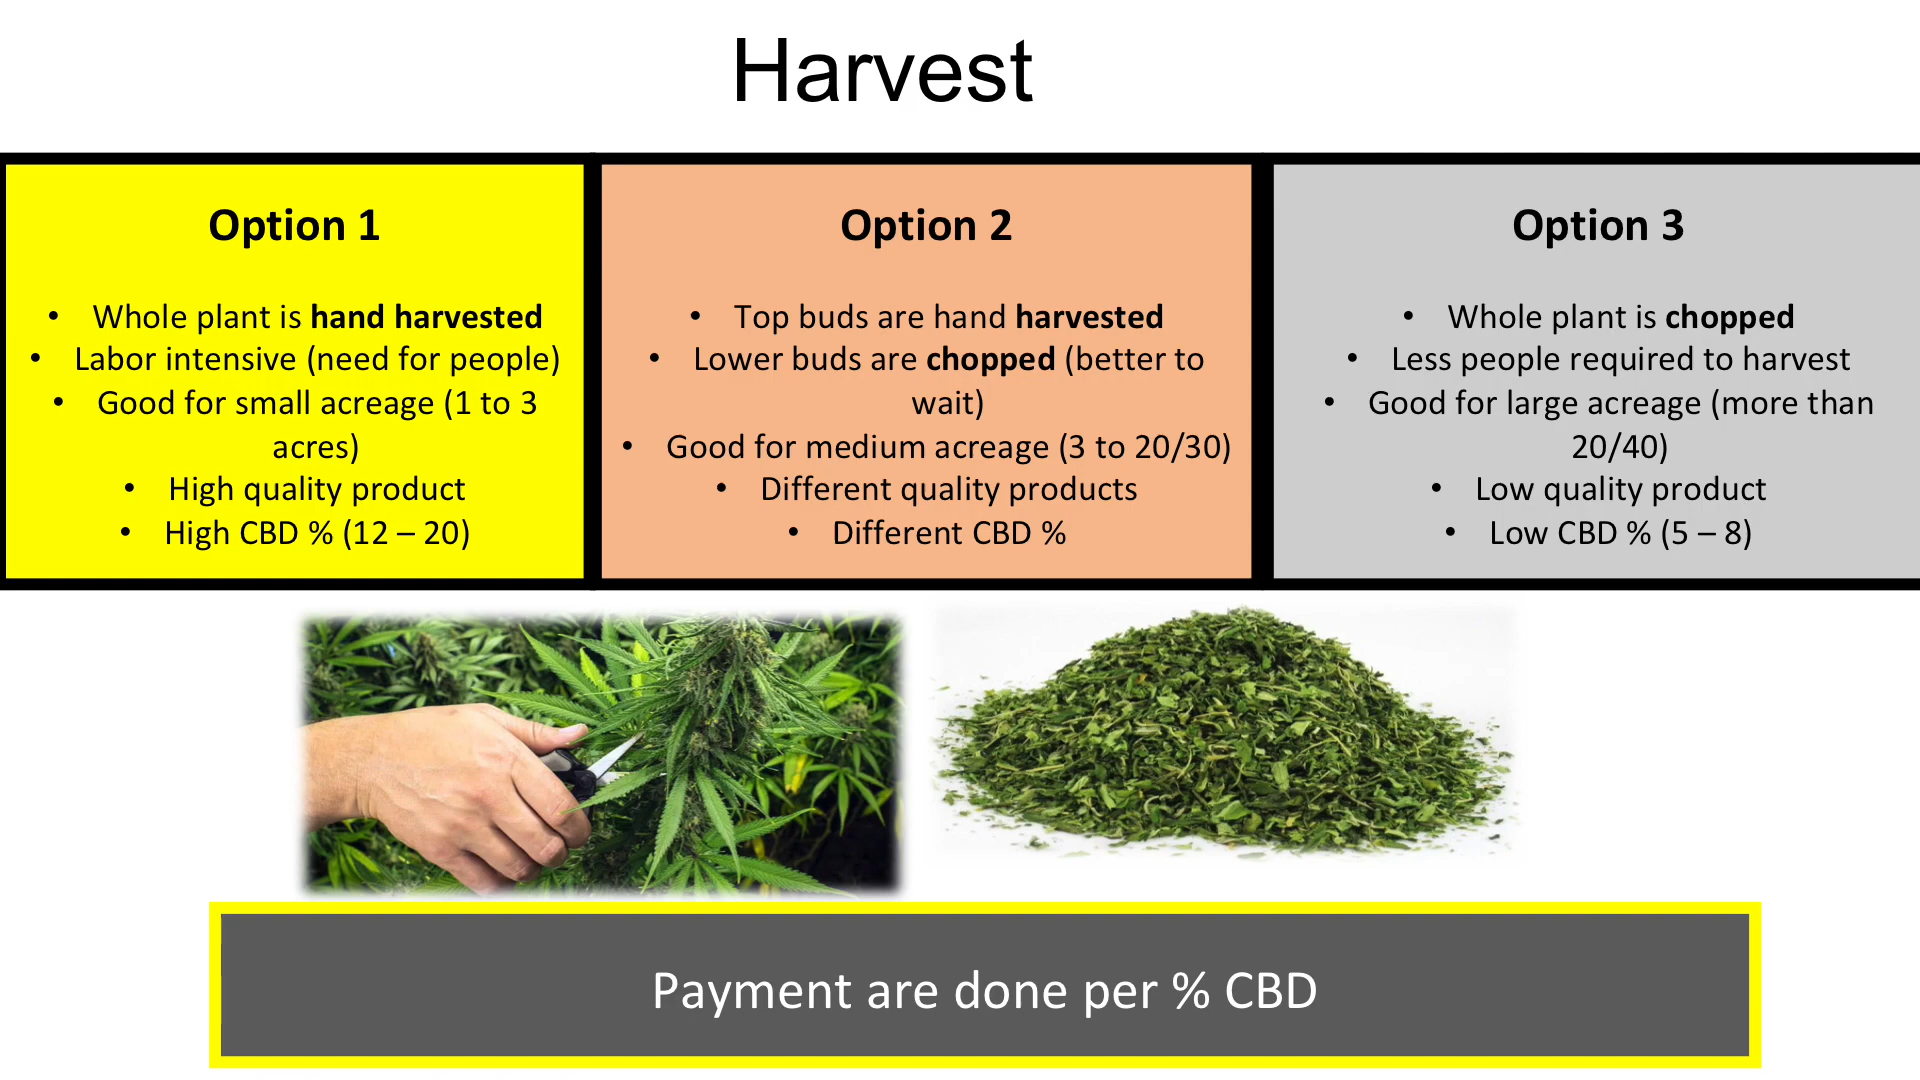 Harvest
Option 1
• Whole plant is hand harvested
• Labor intensive (need for people)
• Good for small acreage (1 to 3
acres)
• High quality product
• High CBD % (12 – 20)
Option 2
• Top buds are hand harvested
• Lower buds are chopped (better to
wait)
• Good for medium acreage (3 to 20/30)
• Different quality products
• Different CBD %
Option 3
• Whole plant is chopped
• Less people required to harvest
• Good for large acreage (more than
20/40)
• Low quality product
• Low CBD % (5 – 8)
Payment are done per % CBD